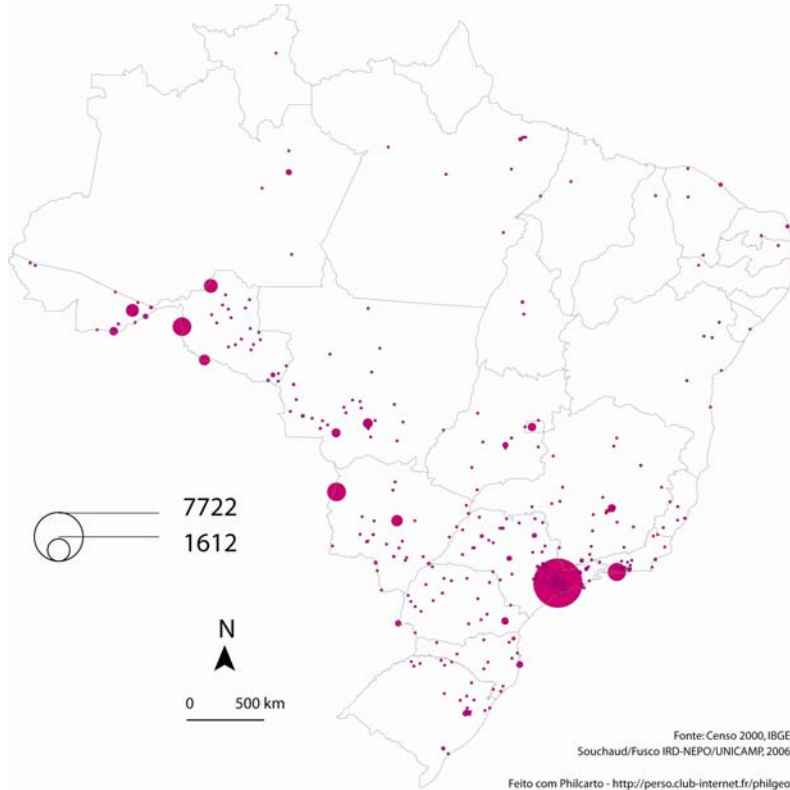 7722
1612
N
0 500 km
Fonte: Censo 2000, IBGE
Souchaud/Fusco IRD-NEPO/UNICAMP, 2006
Feito com Philcarto - http://perso.club-internet.fr/philgeo